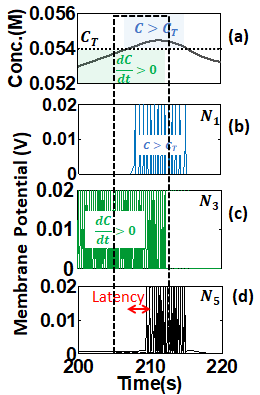 0.056
0.054
0.052
Conc.(M)
C_T
C > C_T
dC/dt > 0
(a)
0.02
0.01
0
N_1
C > C_T
(b)
Membrane Potential (V)
0.02
0.01
0
N_3
dC/dt > 0
(c)
0.02
0.01
0
N_5
(d)
Latency
200 210 220
Time(s)